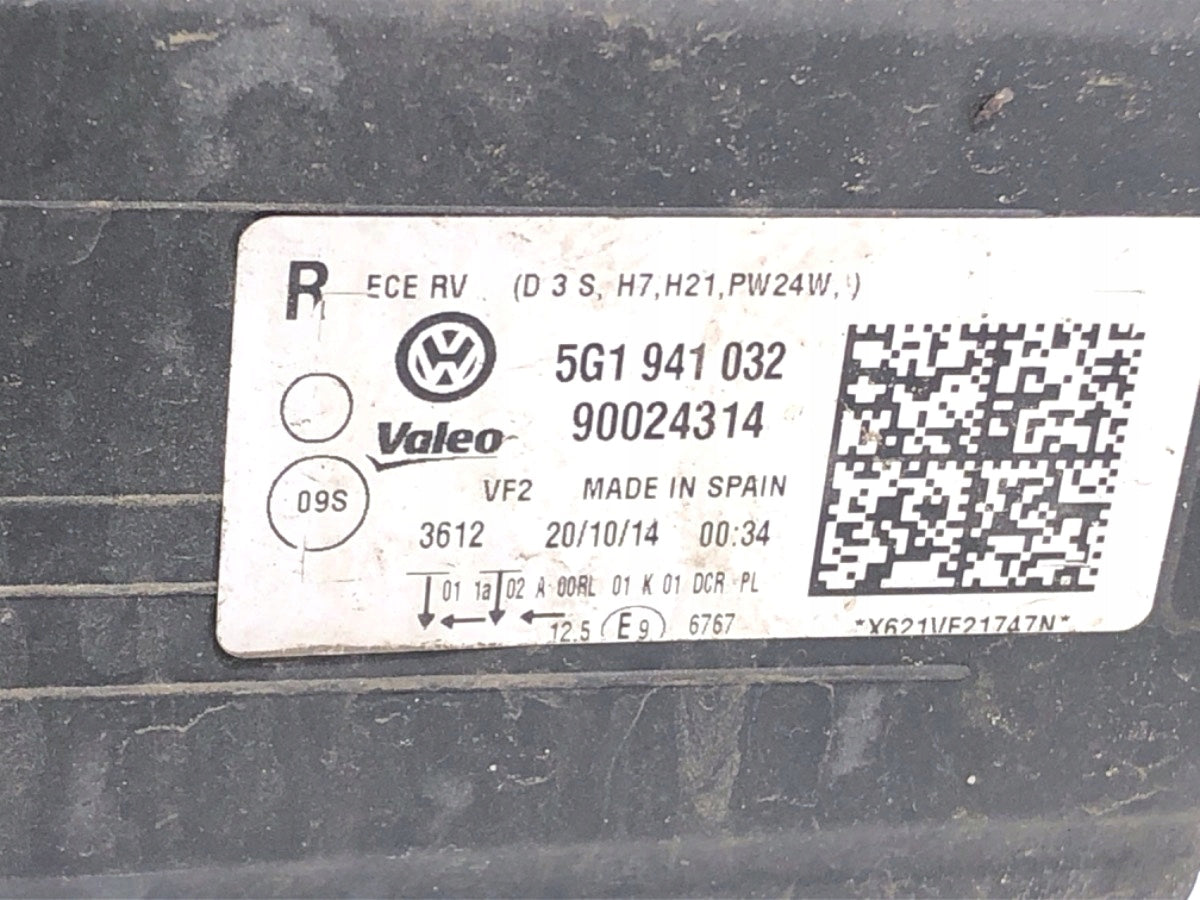 R ECE RV (D 3 S, H7,H21,PW24W, )
5G1 941 032
90024314
Valeo
VF2 MADE IN SPAIN
09S
3612 20/10/14 00:34
01 1a 02 A 00RL 01 K 01 DCR PL
12.5 E9 6767
*X621VF21747N*